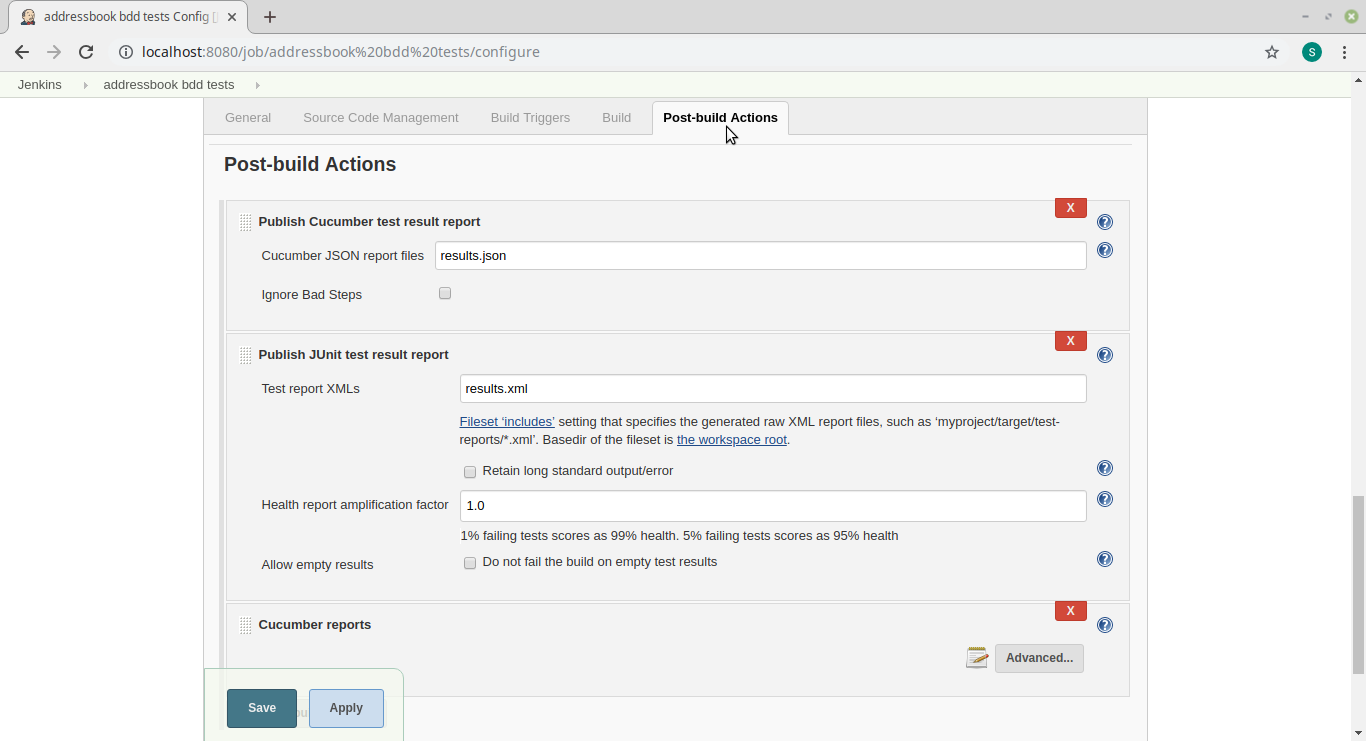 addressbook bdd tests Config [
localhost:8080/job/addressbook%20bdd%20tests/configure
S
Jenkins
addressbook bdd tests
General
Source Code Management
Build Triggers
Build
Post-build Actions
Post-build Actions
X
Publish Cucumber test result report
?
Cucumber JSON report files
results.json
?
Ignore Bad Steps
X
Publish JUnit test result report
?
Test report XMLs
results.xml
Fileset ‘includes’ setting that specifies the generated raw XML report files, such as ‘myproject/target/test-
reports/*.xml’. Basedir of the fileset is the workspace root.
Retain long standard output/error
?
Health report amplification factor
1.0
?
1% failing tests scores as 99% health. 5% failing tests scores as 95% health
Allow empty results
Do not fail the build on empty test results
?
X
Cucumber reports
?
Advanced...
Save
Apply